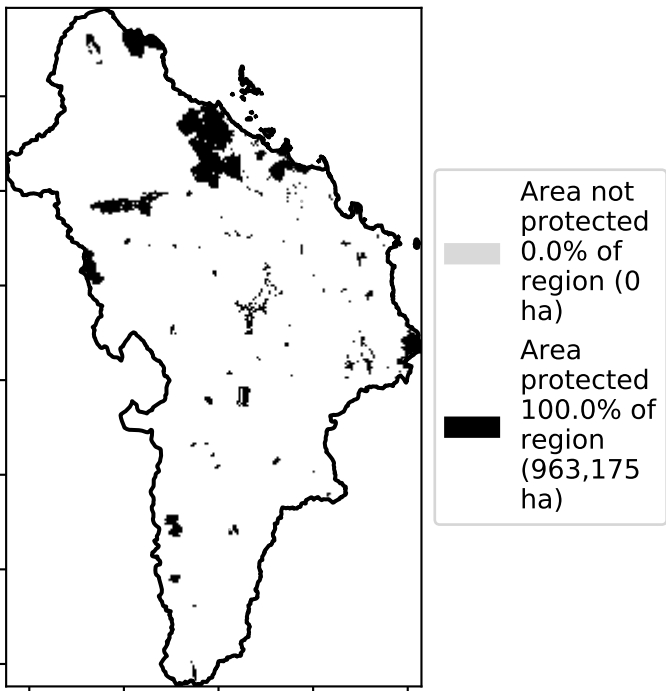 Area not
protected
0.0% of
region (0
ha)
Area
protected
100.0% of
region
(963,175
ha)